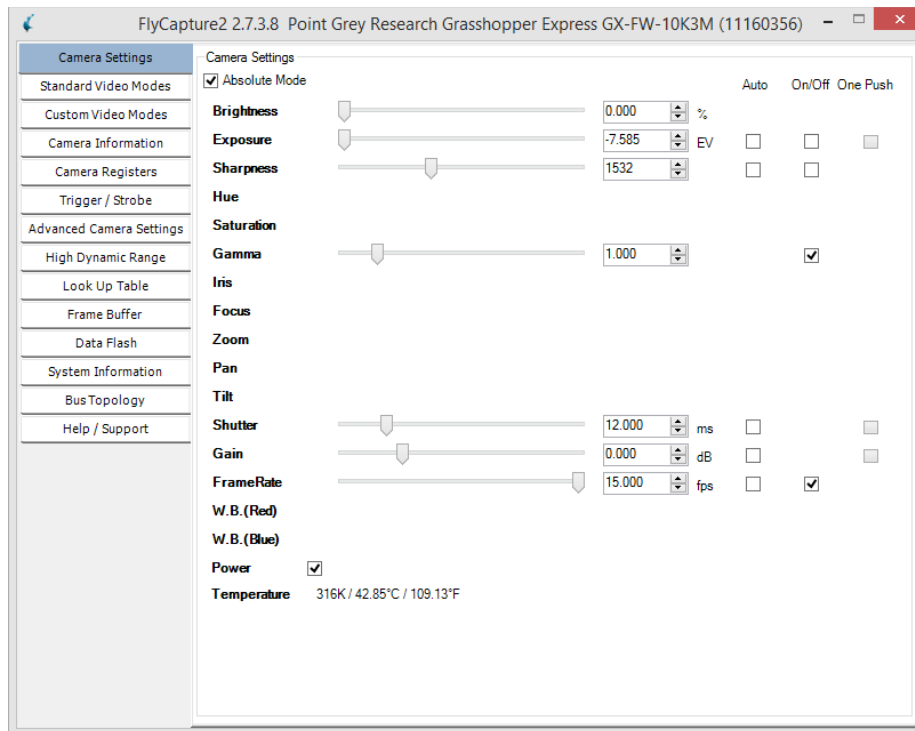 FlyCapture2 2.7.3.8 Point Grey Research Grasshopper Express GX-FW-10K3M (11160356)
Camera Settings
Standard Video Modes
Custom Video Modes
Camera Information
Camera Registers
Trigger / Strobe
Advanced Camera Settings
High Dynamic Range
Look Up Table
Frame Buffer
Data Flash
System Information
Bus Topology
Help / Support
Camera Settings
Absolute Mode
Auto On/Off One Push
Brightness 0.000 %
Exposure -7.585 EV
Sharpness 1532
Hue
Saturation
Gamma 1.000
Iris
Focus
Zoom
Pan
Tilt
Shutter 12.000 ms
Gain 0.000 dB
FrameRate 15.000 fps
W.B.(Red)
W.B.(Blue)
Power
Temperature 316K / 42.85°C / 109.13°F